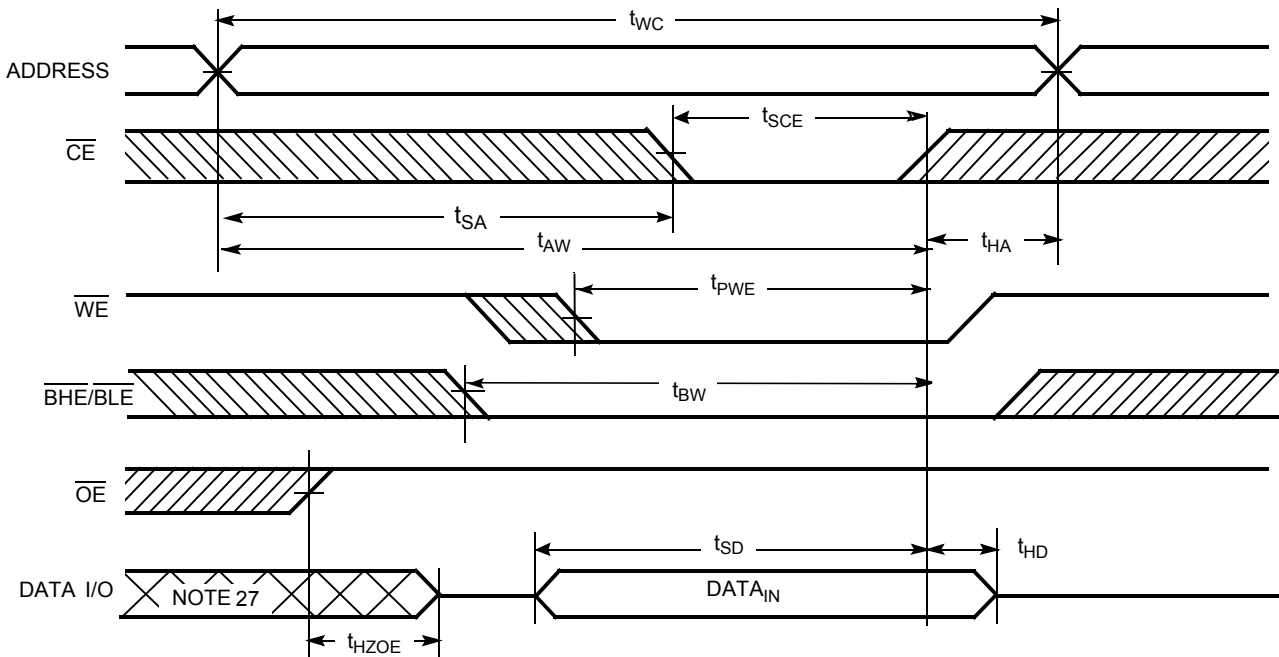 tWC
ADDRESS
CE
tSCE
tSA
tAW
tHA
WE
tPWE
BHE/BLE
tBW
OE
tSD
tHD
DATA I/O
NOTE 27
DATAIN
tHZOE